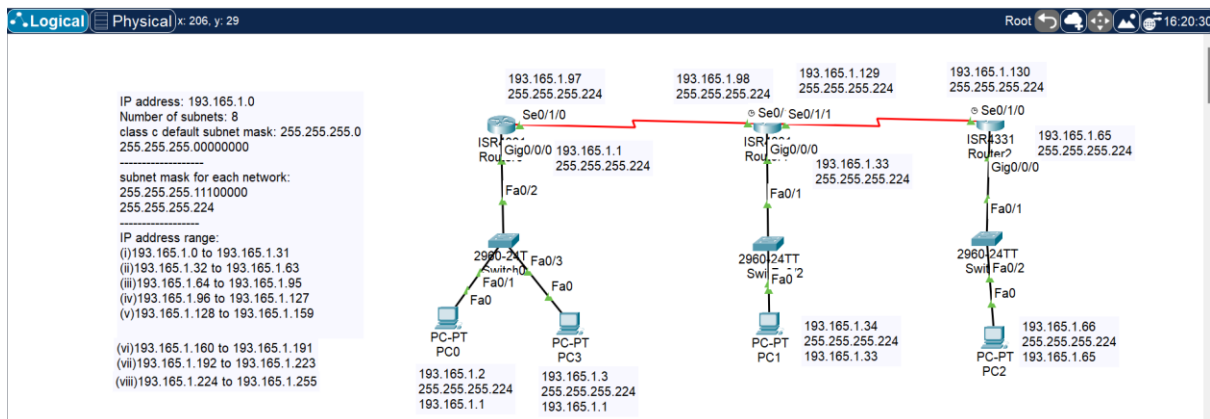 Logical Physical x: 206, y: 29
Root 16:20:30
IP address: 193.165.1.0
Number of subnets: 8
class c default subnet mask: 255.255.255.0
255.255.255.00000000
--------------------
subnet mask for each network:
255.255.255.11100000
255.255.255.224
-------------------
IP address range:
(i)193.165.1.0 to 193.165.1.31
(ii)193.165.1.32 to 193.165.1.63
(iii)193.165.1.64 to 193.165.1.95
(iv)193.165.1.96 to 193.165.1.127
(v)193.165.1.128 to 193.165.1.159
(vi)193.165.1.160 to 193.165.1.191
(vii)193.165.1.192 to 193.165.1.223
(viii)193.165.1.224 to 193.165.1.255
193.165.1.97
255.255.255.224
Se0/1/0
Gig0/0/0
193.165.1.1
255.255.255.224
Fa0/2
Fa0/3
Fa0/1
Fa0
Fa0
PC-PT
PC0
PC-PT
PC3
193.165.1.2
255.255.255.224
193.165.1.1
193.165.1.3
255.255.255.224
193.165.1.1
193.165.1.98
255.255.255.224
193.165.1.129
255.255.255.224
Se0/ Se0/1/1
Gig0/0/0
193.165.1.33
255.255.255.224
Fa0/1
2960-24TT
Fa0
PC-PT
PC1
193.165.1.34
255.255.255.224
193.165.1.33
193.165.1.130
255.255.255.224
Se0/1/0
ISR4331
Router2
Gig0/0/0
193.165.1.65
255.255.255.224
Fa0/1
2960-24TT
Fa0/2
Fa0
PC-PT
PC2
193.165.1.66
255.255.255.224
193.165.1.65